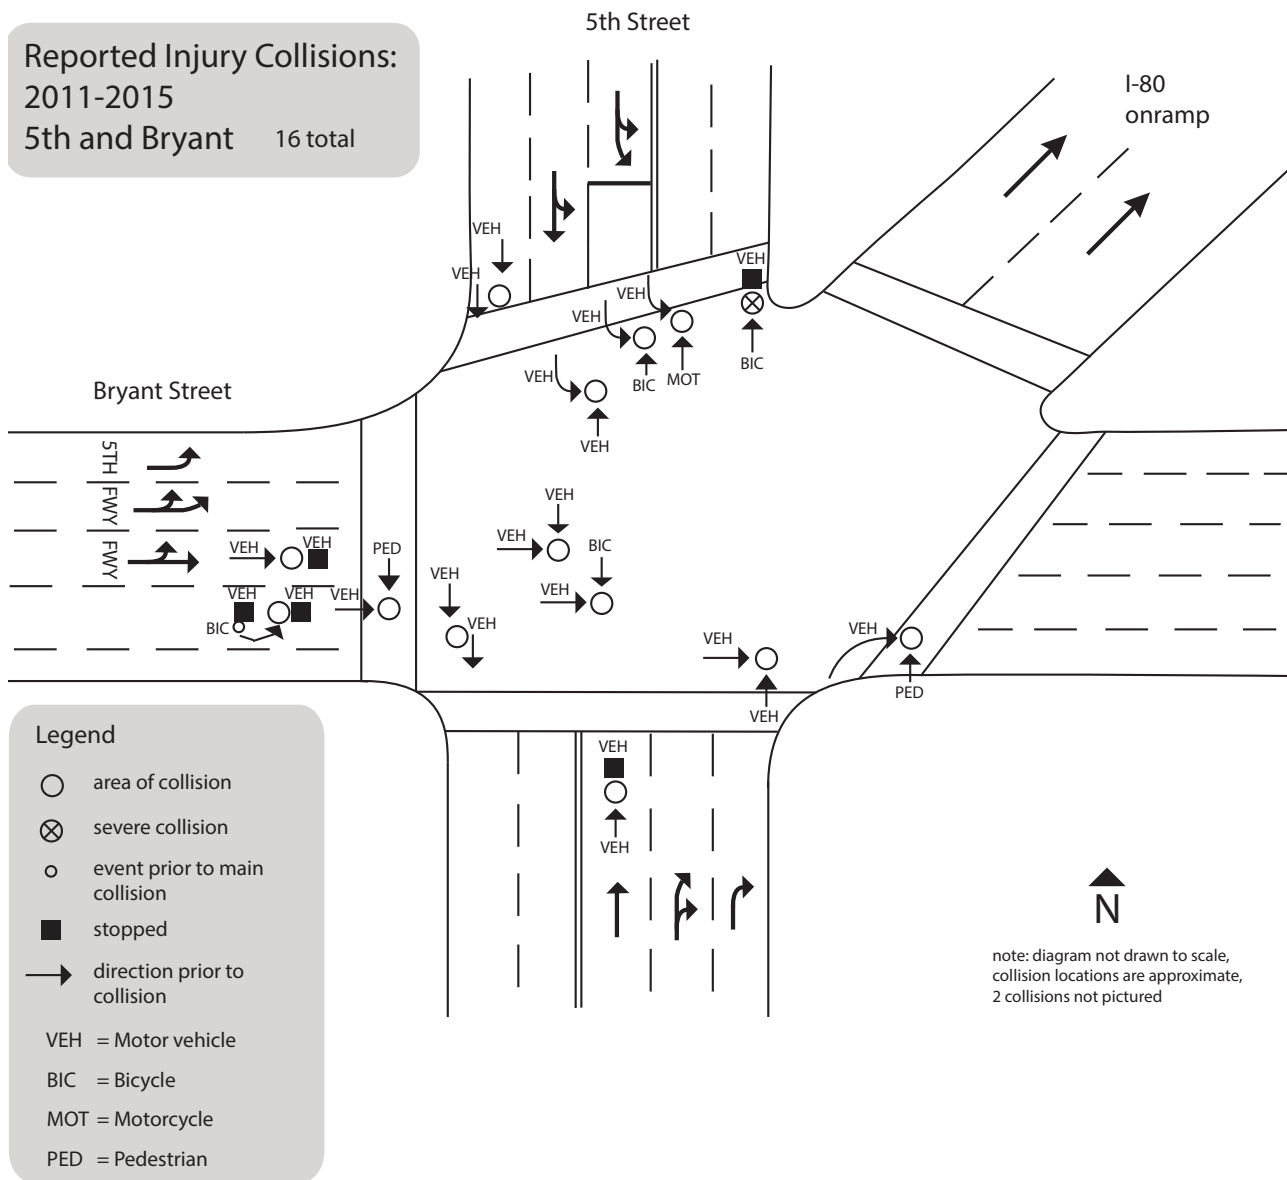 5th Street
Reported Injury Collisions:
2011-2015
5th and Bryant 16 total
I-80
onramp
VEH
VEH
VEH
VEH
VEH
BIC
MOT
BIC
VEH
VEH
Bryant Street
5TH
FWY
FWY
VEH
VEH
VEH
VEH
BIC
VEH
PED
VEH
VEH
VEH
VEH
BIC
VEH
VEH
VEH
VEH
PED
VEH
VEH
Legend
area of collision
severe collision
event prior to main
collision
stopped
direction prior to
collision
VEH = Motor vehicle
BIC = Bicycle
MOT = Motorcycle
PED = Pedestrian
N
note: diagram not drawn to scale,
collision locations are approximate,
2 collisions not pictured